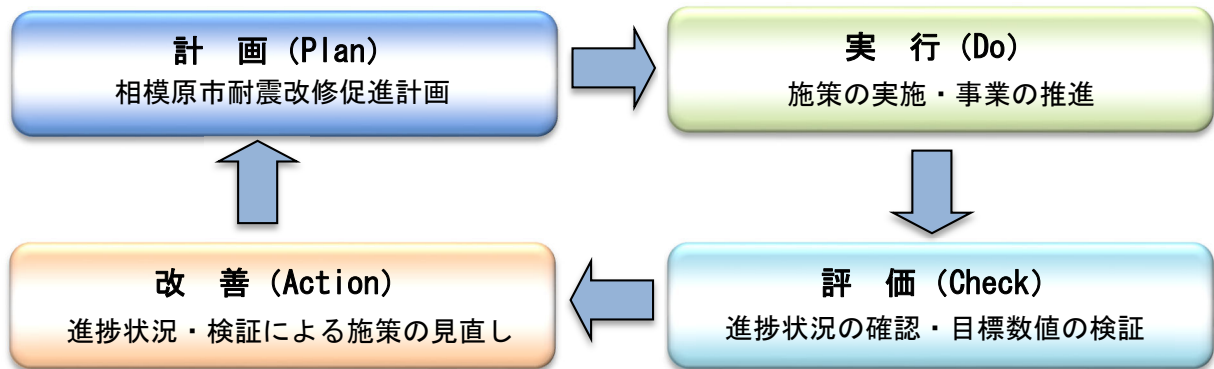 計　画(Plan)
相模原市耐震改修促進計画
実　行(Do)
施策の実施・事業の推進
改　善(Action)
進捗状況・検証による施策の見直し
評　価(Check)
進捗状況の確認・目標数値の検証